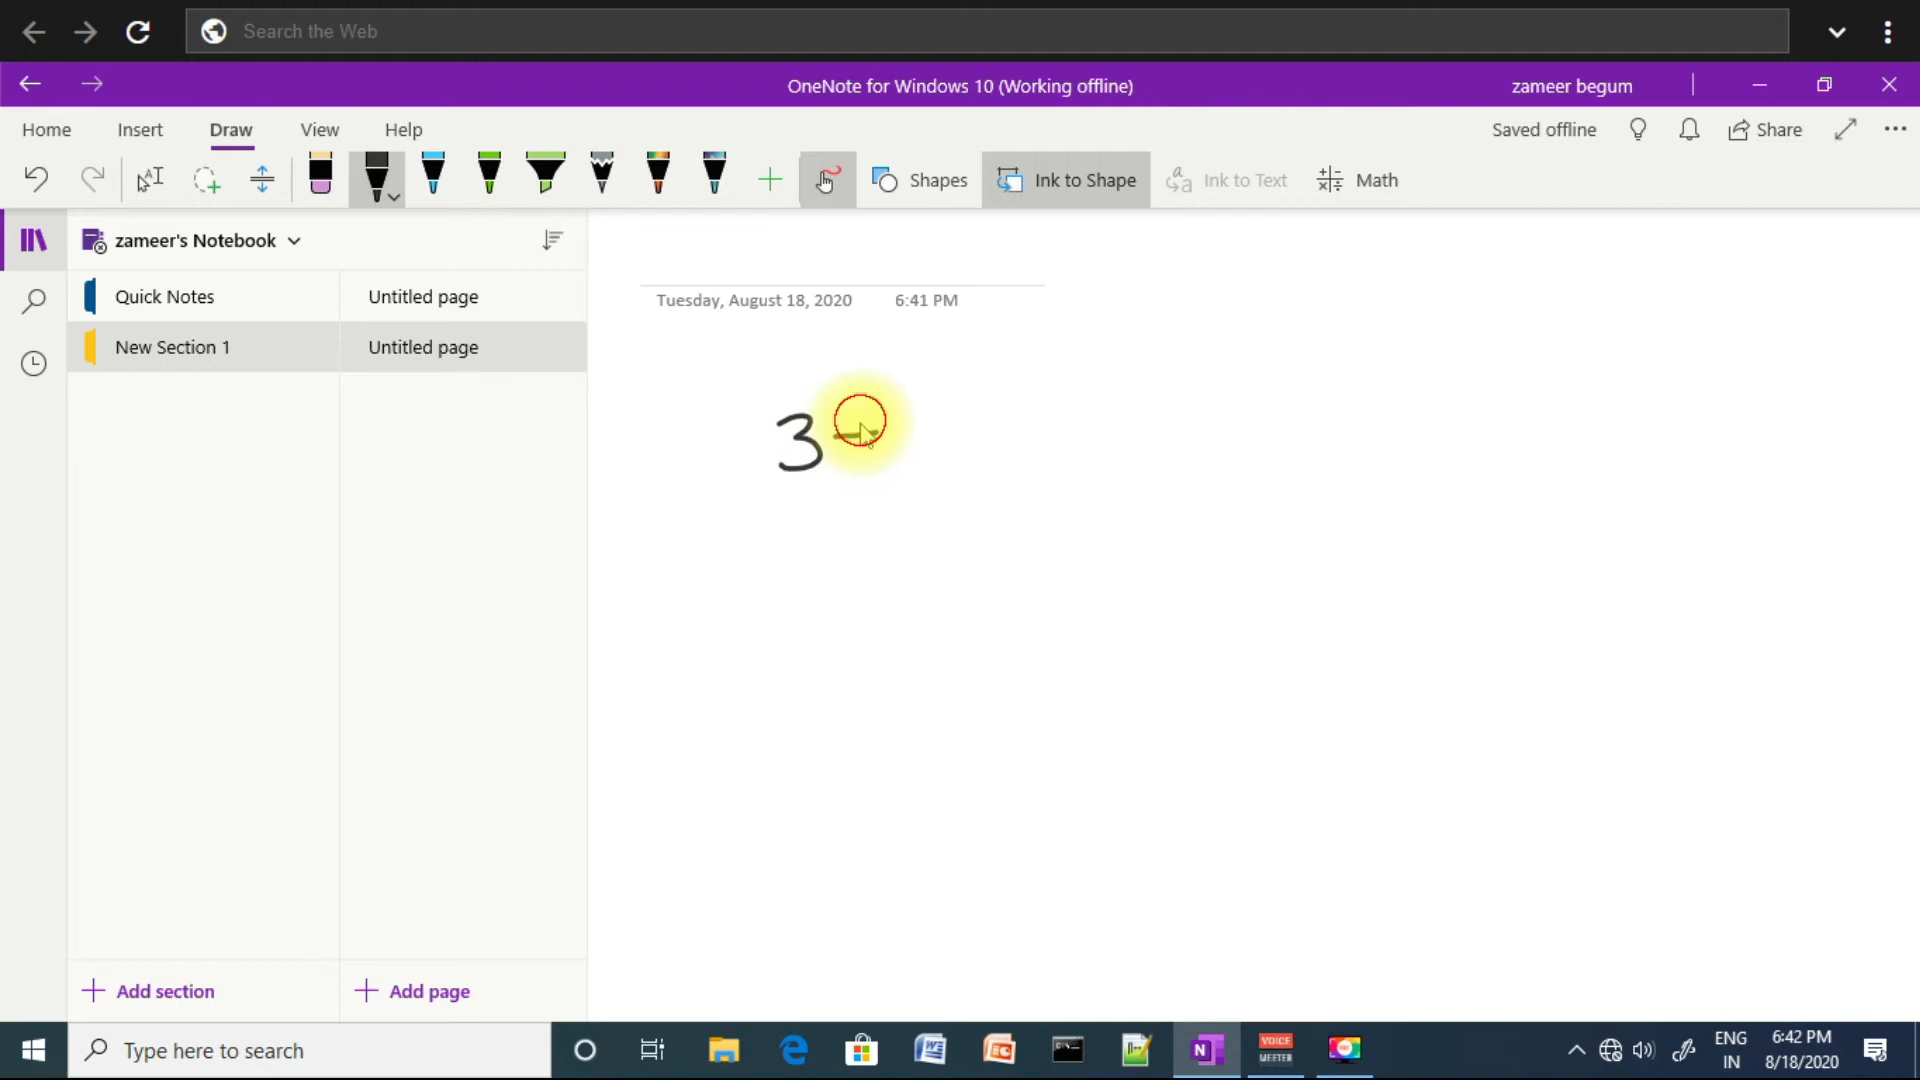 Search the Web
OneNote for Windows 10 (Working offline)
zameer begum
Home Insert Draw View Help
Saved offline
Share
Shapes
Ink to Shape
Ink to Text
Math
zameer's Notebook
Quick Notes
Untitled page
New Section 1
Untitled page
Tuesday, August 18, 2020 6:41 PM
3
Add section
Add page
Type here to search
VOICE
MEETER
ENG
IN
6:42 PM
8/18/2020